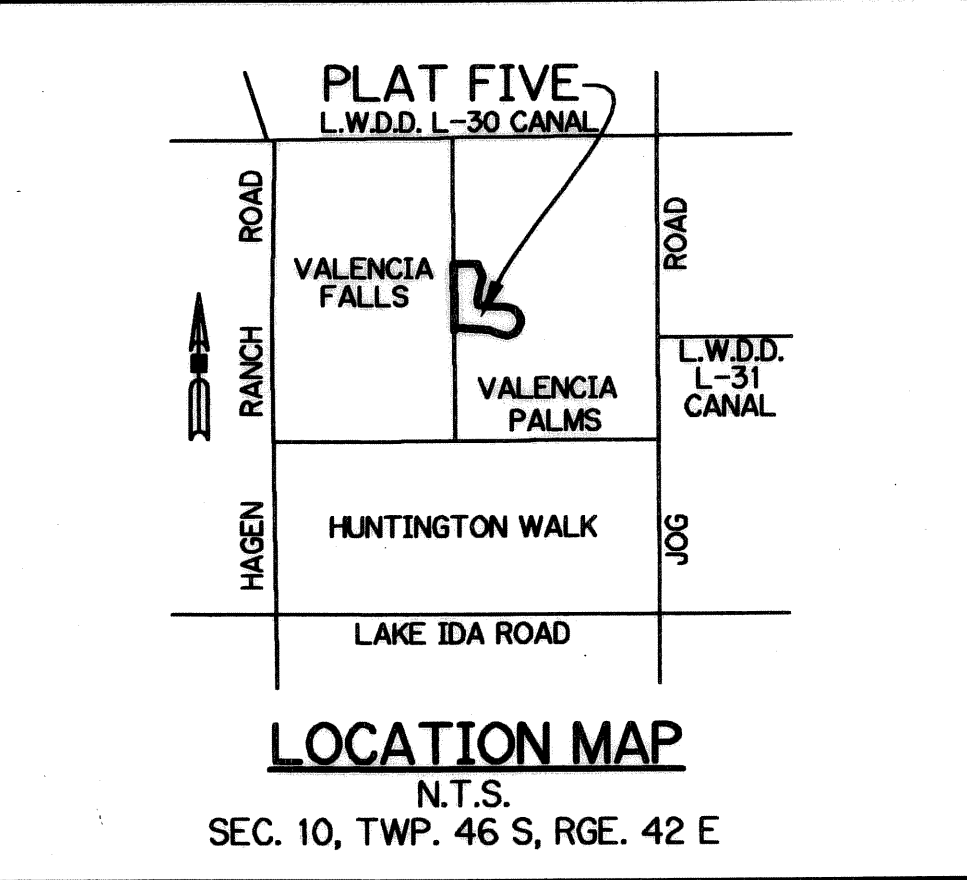 PLAT FIVE
L.W.D.D. L-30 CANAL
HAGEN RANCH ROAD
VALENCIA
FALLS
JOG ROAD
L.W.D.D.
L-31
CANAL
VALENCIA
PALMS
HUNTINGTON WALK
LAKE IDA ROAD
LOCATION MAP
N.T.S.
SEC. 10, TWP. 46 S, RGE. 42 E